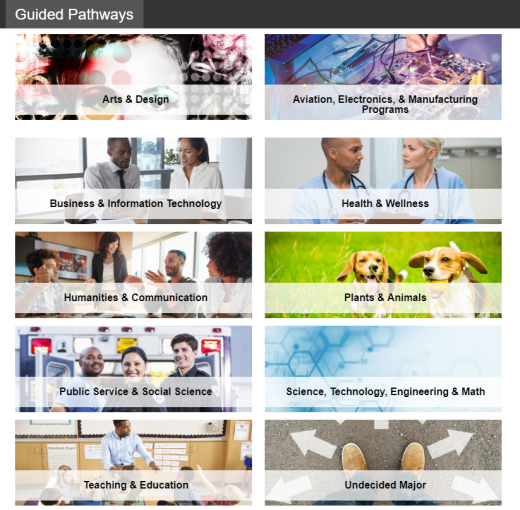 Guided Pathways
Arts & Design
Aviation, Electronics, & Manufacturing
Programs
Business & Information Technology
Health & Wellness
Humanities & Communication
Plants & Animals
Public Service & Social Science
Science, Technology, Engineering & Math
Teaching & Education
Undecided Major